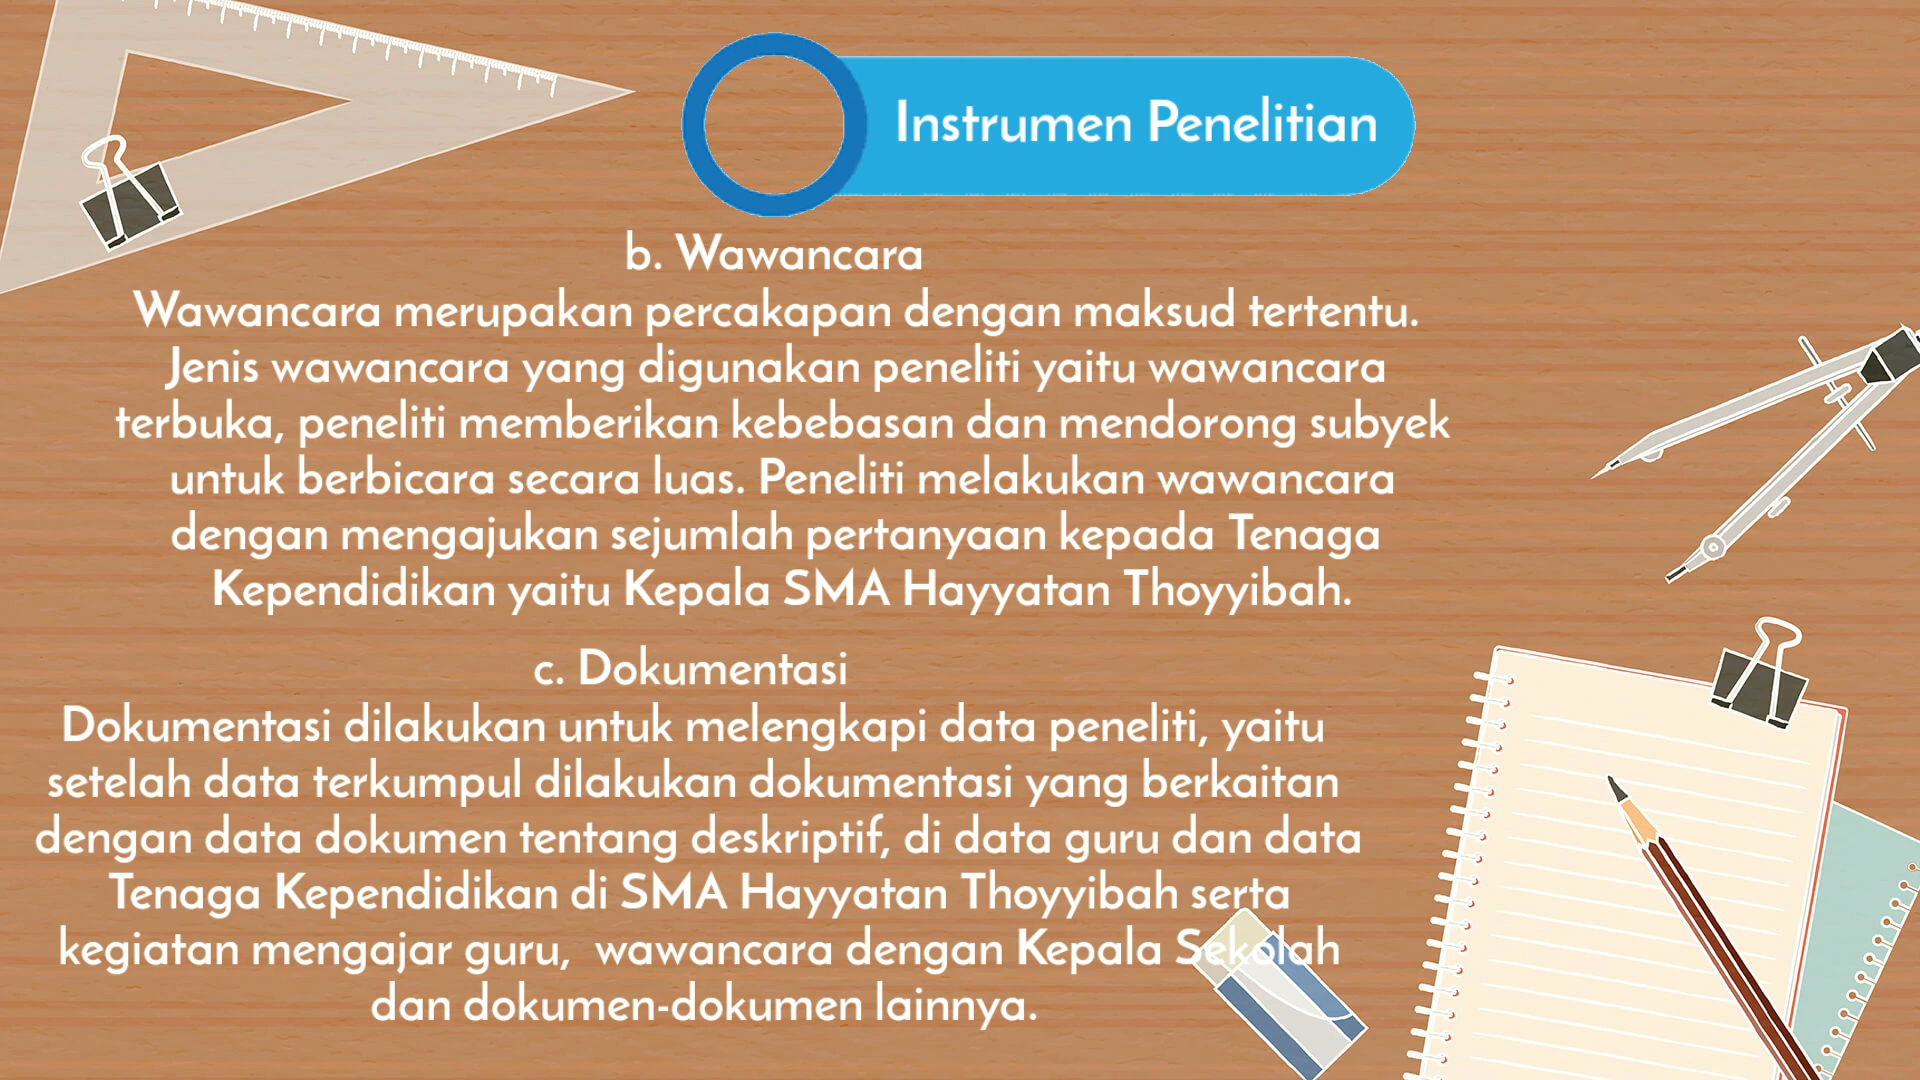 Instrumen Penelitian
b. Wawancara
Wawancara merupakan percakapan dengan maksud tertentu.
Jenis wawancara yang digunakan peneliti yaitu wawancara
terbuka, peneliti memberikan kebebasan dan mendorong subyek
untuk berbicara secara luas. Peneliti melakukan wawancara
dengan mengajukan sejumlah pertanyaan kepada Tenaga
Kependidikan yaitu Kepala SMA Hayyatan Thoyyibah.
c. Dokumentasi
Dokumentasi dilakukan untuk melengkapi data peneliti, yaitu
setelah data terkumpul dilakukan dokumentasi yang berkaitan
dengan data dokumen tentang deskriptif, di data guru dan data
Tenaga Kependidikan di SMA Hayyatan Thoyyibah serta
kegiatan mengajar guru,  wawancara dengan Kepala Sekolah
dan dokumen-dokumen lainnya.